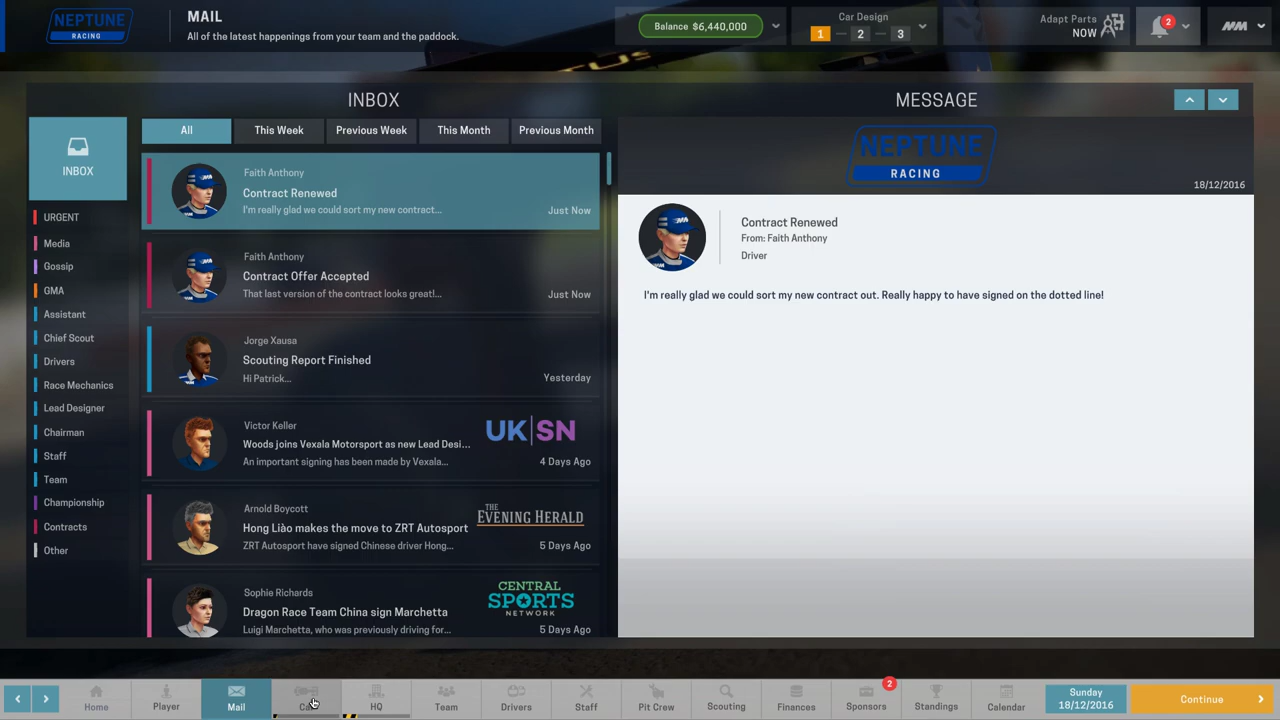 NEPTUNE
RACING
MAIL
All of the latest happenings from your team and the paddock.
Balance $6,440,000
Car Design
1
2
3
Adapt Parts
NOW
2
INBOX
MESSAGE
INBOX
All
This Week
Previous Week
This Month
Previous Month
URGENT
Media
Gossip
GMA
Assistant
Chief Scout
Drivers
Race Mechanics
Lead Designer
Chairman
Staff
Team
Championship
Contracts
Other
Faith Anthony
Contract Renewed
I'm really glad we could sort my new contract...
Just Now
Faith Anthony
Contract Offer Accepted
That last version of the contract looks great!...
Just Now
Jorge Xausa
Scouting Report Finished
Hi Patrick...
Yesterday
Victor Keller
Woods joins Vexala Motorsport as new Lead Desi...
An important signing has been made by Vexala...
UK|SN
4 Days Ago
Arnold Boycott
Hong Liào makes the move to ZRT Autosport
ZRT Autosport have signed Chinese driver Hong...
THE
EVENING HERALD
5 Days Ago
Sophie Richards
Dragon Race Team China sign Marchetta
Luigi Marchetta, who was previously driving for...
CENTRAL
SPORTS
NETWORK
5 Days Ago
NEPTUNE
RACING
18/12/2016
Contract Renewed
From: Faith Anthony
Driver
I'm really glad we could sort my new contract out. Really happy to have signed on the dotted line!
Home
Player
Mail
HQ
Team
Drivers
Staff
Pit Crew
Scouting
Finances
2
Sponsors
Standings
Calendar
Sunday
18/12/2016
Continue